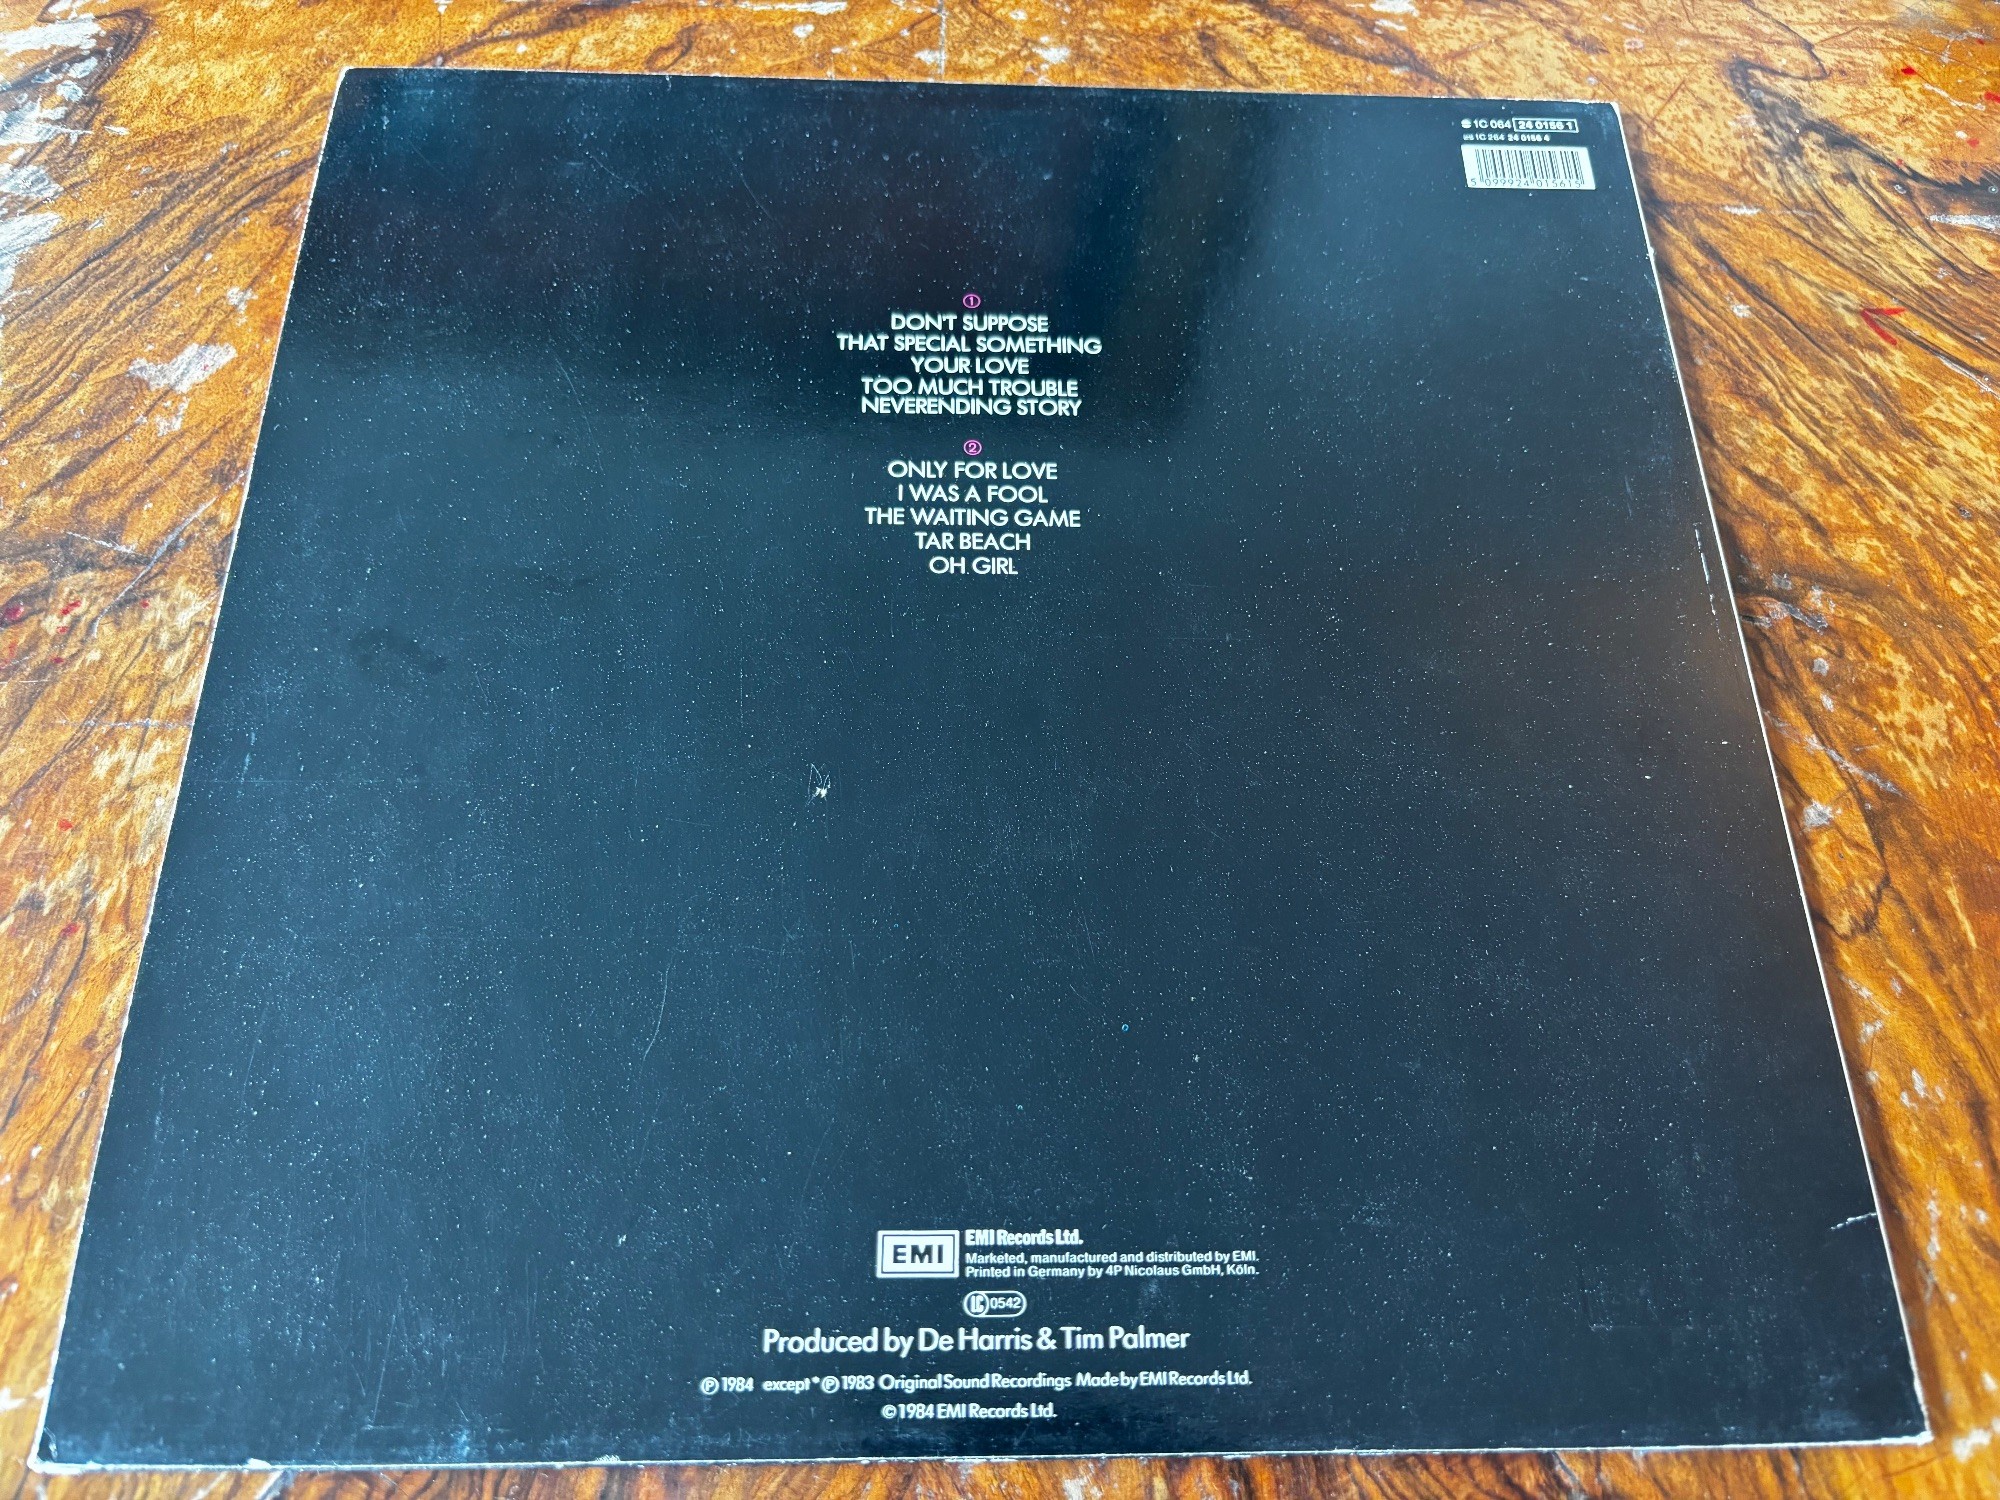 1C 064 24 0156 1
1C 264 24 0156 4
5 099924 015615
1
DON'T SUPPOSE
THAT SPECIAL SOMETHING
YOUR LOVE
TOO MUCH TROUBLE
NEVERENDING STORY
2
ONLY FOR LOVE
I WAS A FOOL
THE WAITING GAME
TAR BEACH
OH GIRL
EMI
EMI Records Ltd.
Marketed, manufactured and distributed by EMI.
Printed in Germany by 4P Nicolaus GmbH, Köln.
LC 0542
Produced by De Harris & Tim Palmer
℗ 1984 except * ℗ 1983 Original Sound Recordings Made by EMI Records Ltd.
© 1984 EMI Records Ltd.